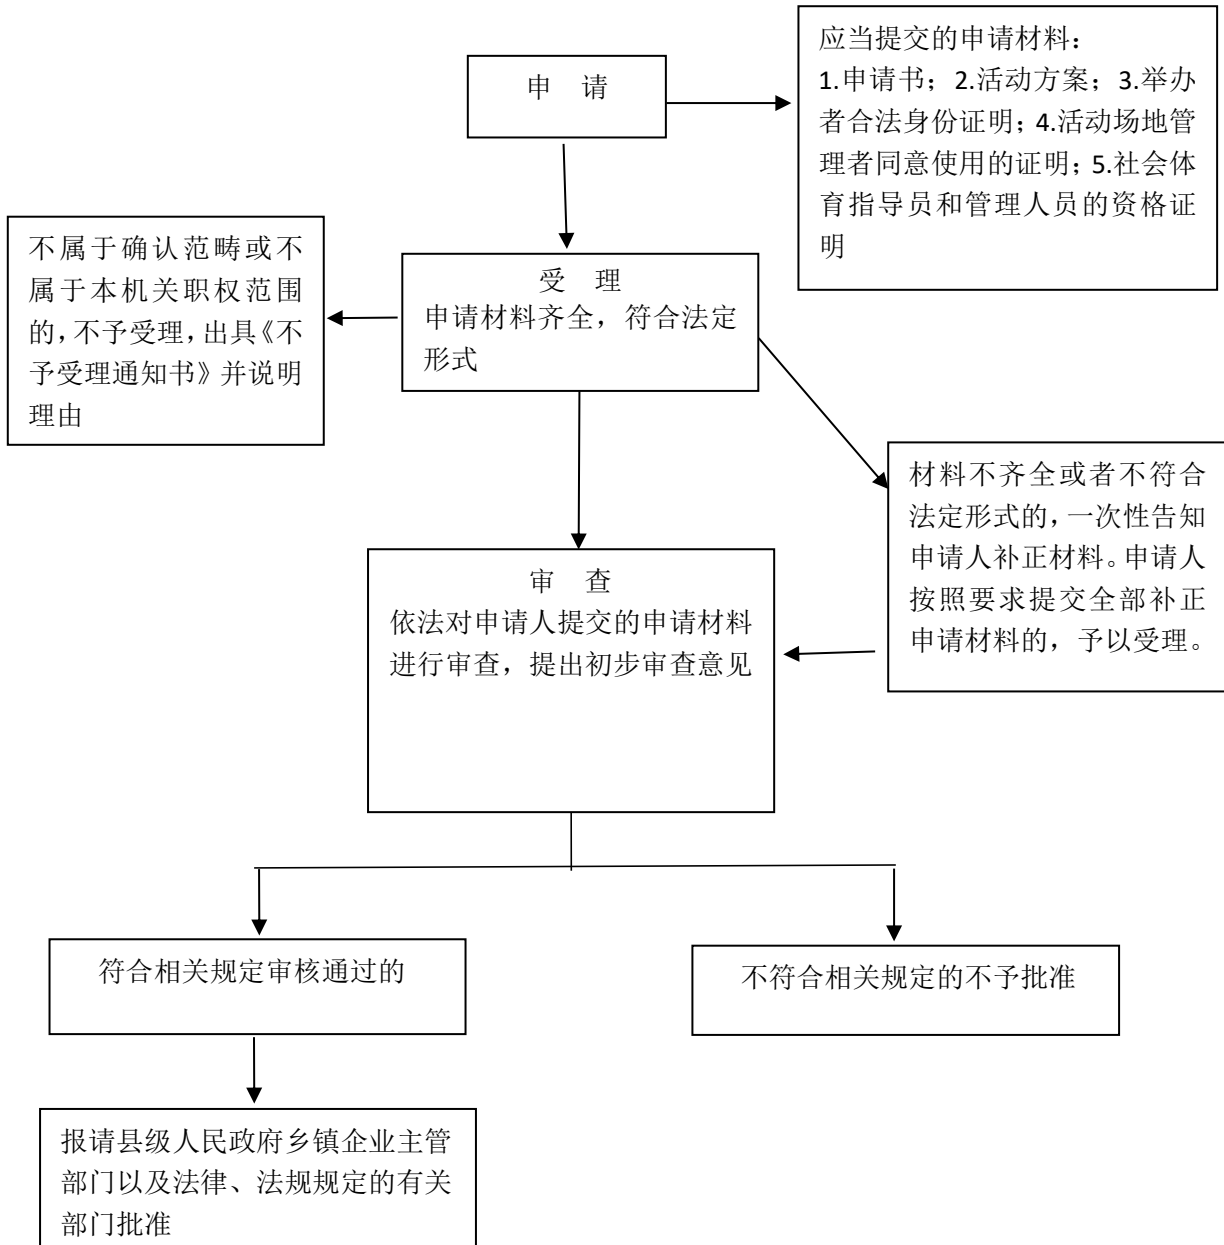 申 请
应当提交的申请材料：
1.申请书；2.活动方案；3.举办
者合法身份证明；4.活动场地管
理者同意使用的证明；5.社会体
育指导员和管理人员的资格证
明
不属于确认范畴或不
属于本机关职权范围
的，不予受理，出具《不
予受理通知书》并说明
理由
受 理
申请材料齐全，符合法定
形式
材料不齐全或者不符合
法定形式的，一次性告知
申请人补正材料。申请人
按照要求提交全部补正
申请材料的，予以受理。
审 查
依法对申请人提交的申请材料
进行审查，提出初步审查意见
符合相关规定审核通过的
不符合相关规定的不予批准
报请县级人民政府乡镇企业主管
部门以及法律、法规规定的有关
部门批准